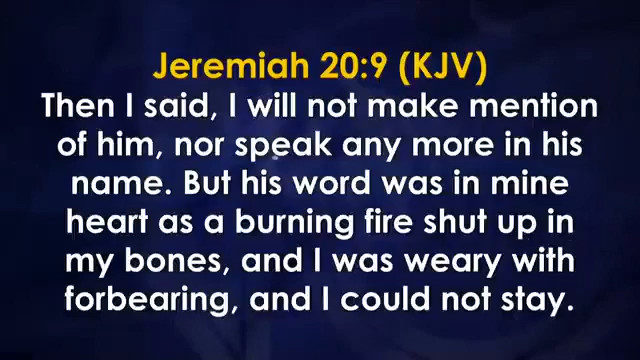 Jeremiah 20:9 (KJV)
Then I said, I will not make mention
of him, nor speak any more in his
name. But his word was in mine
heart as a burning fire shut up in
my bones, and I was weary with
forbearing, and I could not stay.